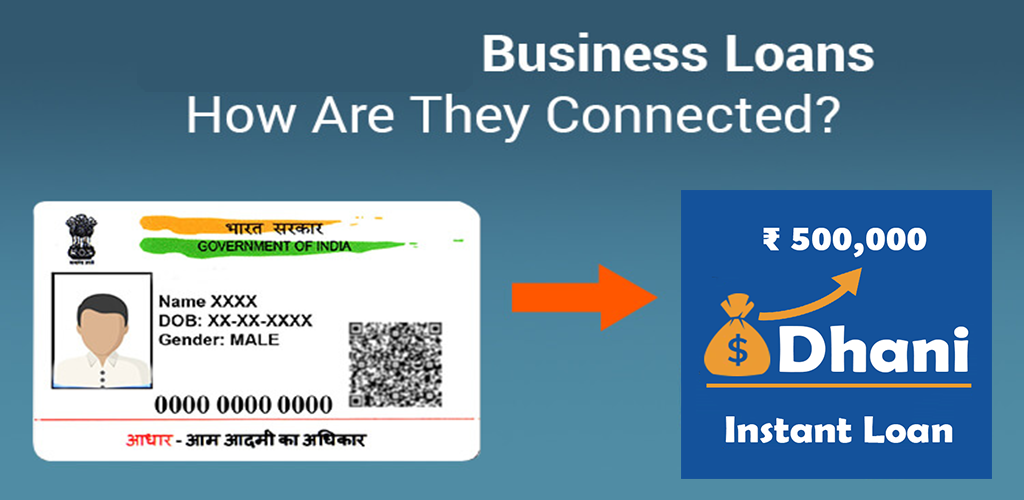 Business Loans
How Are They Connected?
भारत सरकार
GOVERNMENT OF INDIA
Name XXXX
DOB: XX-XX-XXXX
Gender: MALE
0000 0000 0000
आधार - आम आदमी का अधिकार
₹ 500,000
$
Dhani
Instant Loan